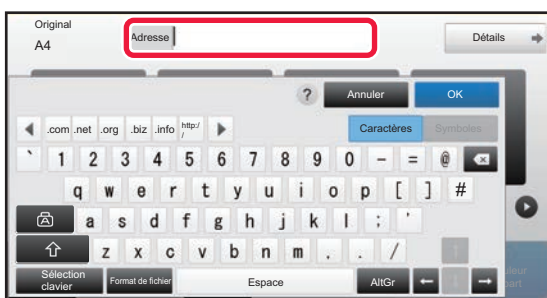 Original
A4
Adresse
Détails
? Annuler OK
.com .net .org .biz .info http:/
/
Caractères Symboles
` 1 2 3 4 5 6 7 8 9 0 - = @
q w e r t y u i o p [ ] #
a s d f g h j k l ; '
z x c v b n m . . /
Sélection
clavier
Format de fichier
Espace
AltGr